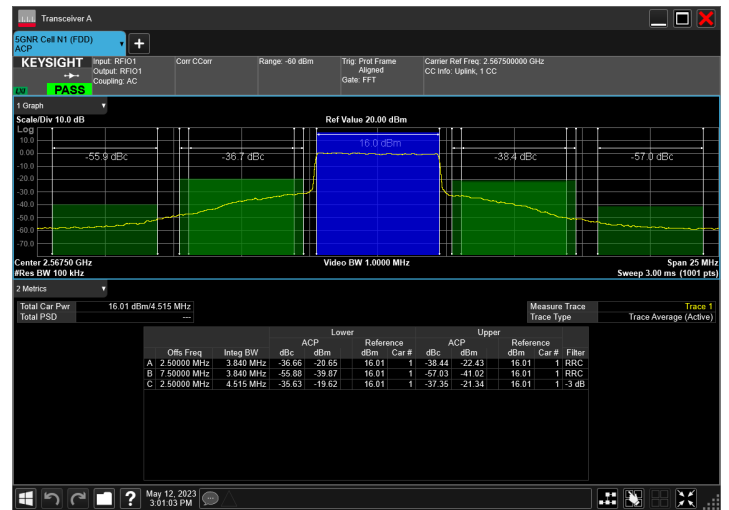 Transceiver A
5GNR Cell N1 (FDD)
ACP
KEYSIGHT
LXI
PASS
Input: RFIO1
Output: RFIO1
Coupling: AC
Corr CCorr
Range: -60 dBm
Trig: Prot Frame
Aligned
Gate: FFT
Carrier Ref Freq: 2.567500000 GHz
CC Info: Uplink, 1 CC
1 Graph
Scale/Div 10.0 dB
Ref Value 20.00 dBm
Log
10.0
0.00
-10.0
-20.0
-30.0
-40.0
-50.0
-60.0
-70.0
-55.9 dBc
-36.7 dBc
16.0 dBm
-38.4 dBc
-57.0 dBc
Center 2.56750 GHz
Video BW 1.0000 MHz
Span 25 MHz
#Res BW 100 kHz
Sweep 3.00 ms (1001 pts)
2 Metrics
Total Car Pwr 16.01 dBm/4.515 MHz
Total PSD ---
Measure Trace Trace 1
Trace Type Trace Average (Active)
Lower Upper
ACP Reference ACP Reference
Offs Freq Integ BW dBc dBm dBm Car # dBc dBm dBm Car # Filter
A 2.50000 MHz 3.840 MHz -36.66 -20.65 16.01 1 -38.44 -22.43 16.01 1 RRC
B 7.50000 MHz 3.840 MHz -55.88 -39.87 16.01 1 -57.03 -41.02 16.01 1 RRC
C 2.50000 MHz 4.515 MHz -35.63 -19.62 16.01 1 -37.35 -21.34 16.01 1 -3 dB
?
May 12, 2023
3:01:03 PM